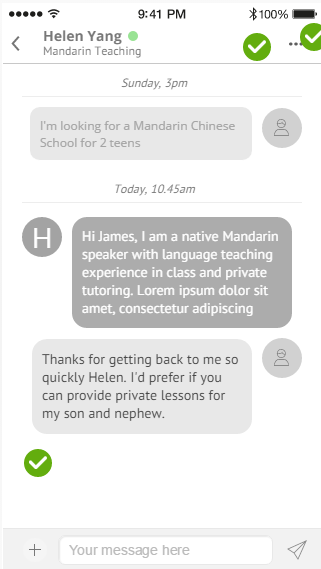 9:41 PM
100%
Helen Yang
Mandarin Teaching
Sunday, 3pm
I'm looking for a Mandarin Chinese
School for 2 teens
Today, 10.45am
H
Hi James, I am a native Mandarin
speaker with language teaching
experience in class and private
tutoring. Lorem ipsum dolor sit
amet, consectetur adipiscing
Thanks for getting back to me so
quickly Helen. I'd prefer if you
can provide private lessons for
my son and nephew.
Your message here